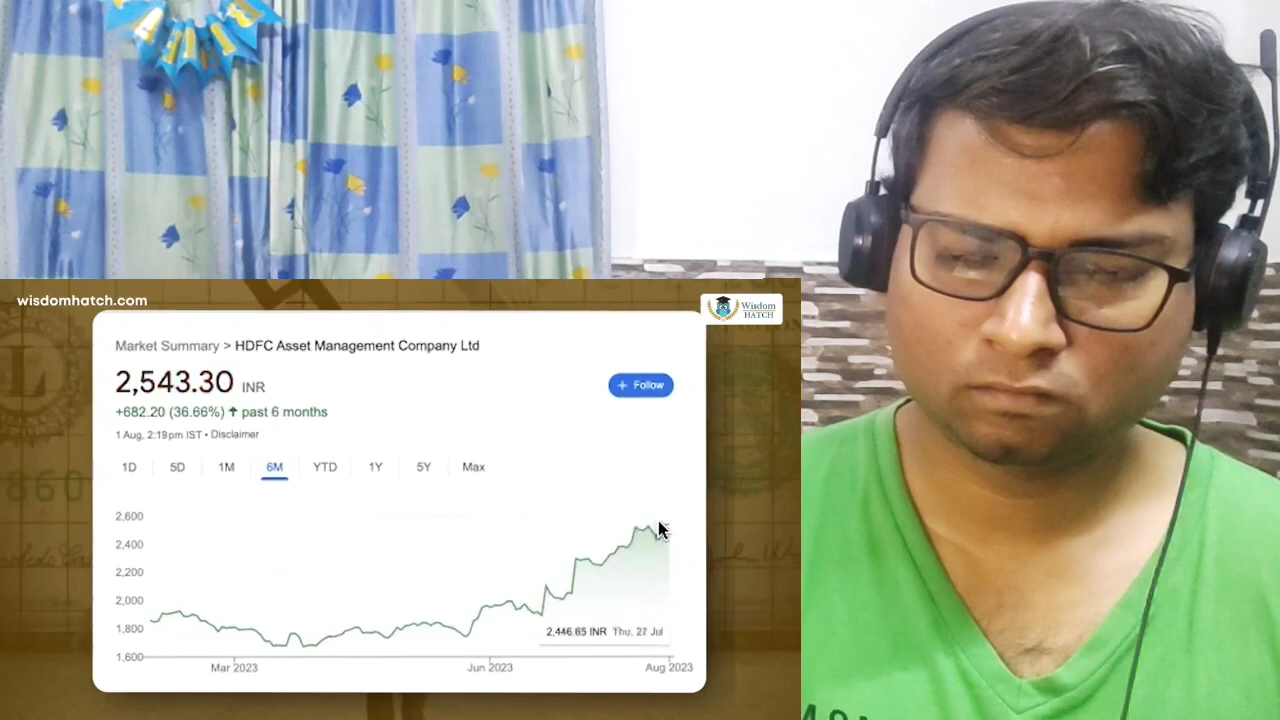 wisdomhatch.com
Wisdom
HATCH
Market Summary > HDFC Asset Management Company Ltd
2,543.30 INR
+ Follow
+682.20 (36.66%) ↑ past 6 months
1 Aug, 2:19 pm IST • Disclaimer
1D 5D 1M 6M YTD 1Y 5Y Max
2,600
2,400
2,200
2,000
1,800
1,600
2,446.65 INR Thu, 27 Jul
Mar 2023 Jun 2023 Aug 2023
860
L